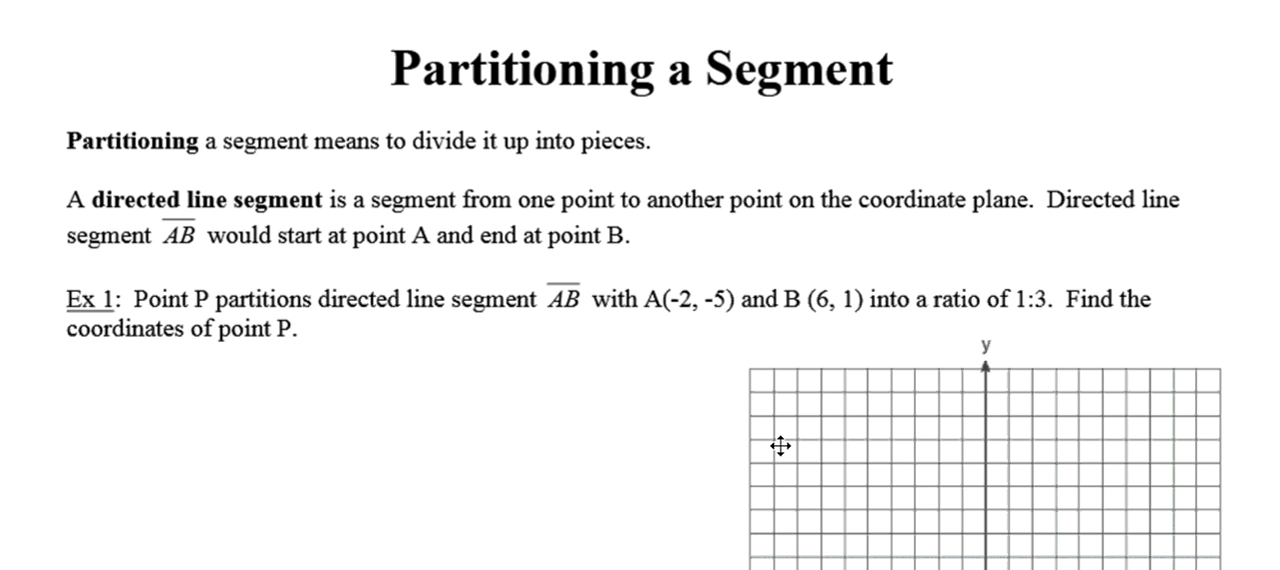 Partitioning a Segment
Partitioning a segment means to divide it up into pieces.
A directed line segment is a segment from one point to another point on the coordinate plane. Directed line
segment AB would start at point A and end at point B.
Ex 1: Point P partitions directed line segment AB with A(-2, -5) and B (6, 1) into a ratio of 1:3. Find the
coordinates of point P.
y